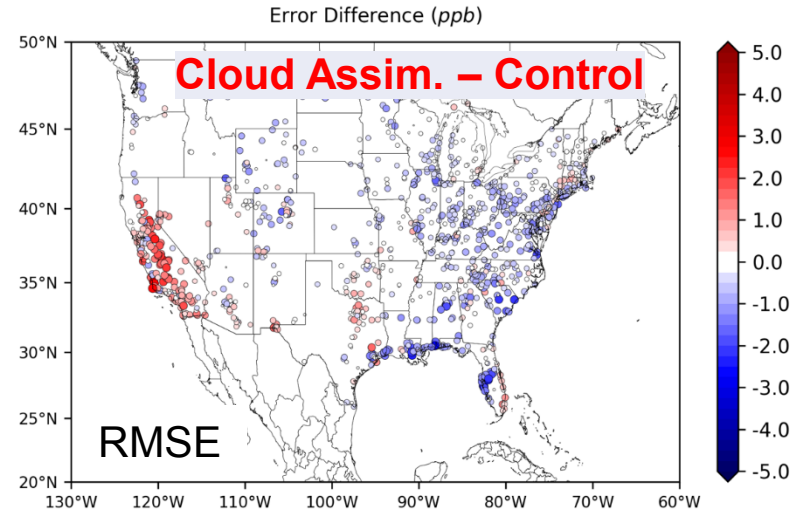 Error Difference (ppb)
Cloud Assim. – Control
50°N
45°N
40°N
35°N
30°N
25°N
20°N
RMSE
130°W 120°W 110°W 100°W 90°W 80°W 70°W 60°W
5.0
4.0
3.0
2.0
1.0
0.0
-1.0
-2.0
-3.0
-4.0
-5.0